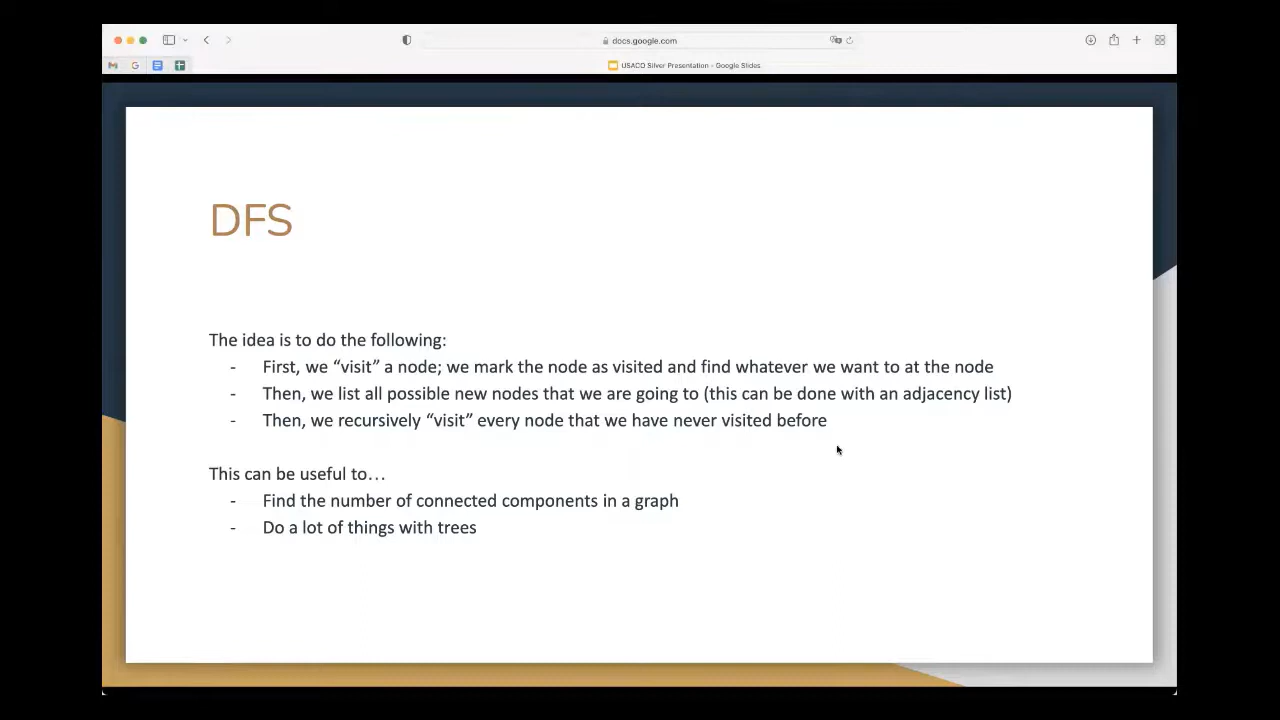 docs.google.com
USACO Silver Presentation - Google Slides
DFS
The idea is to do the following:
- First, we “visit” a node; we mark the node as visited and find whatever we want to at the node
- Then, we list all possible new nodes that we are going to (this can be done with an adjacency list)
- Then, we recursively “visit” every node that we have never visited before
This can be useful to…
- Find the number of connected components in a graph
- Do a lot of things with trees